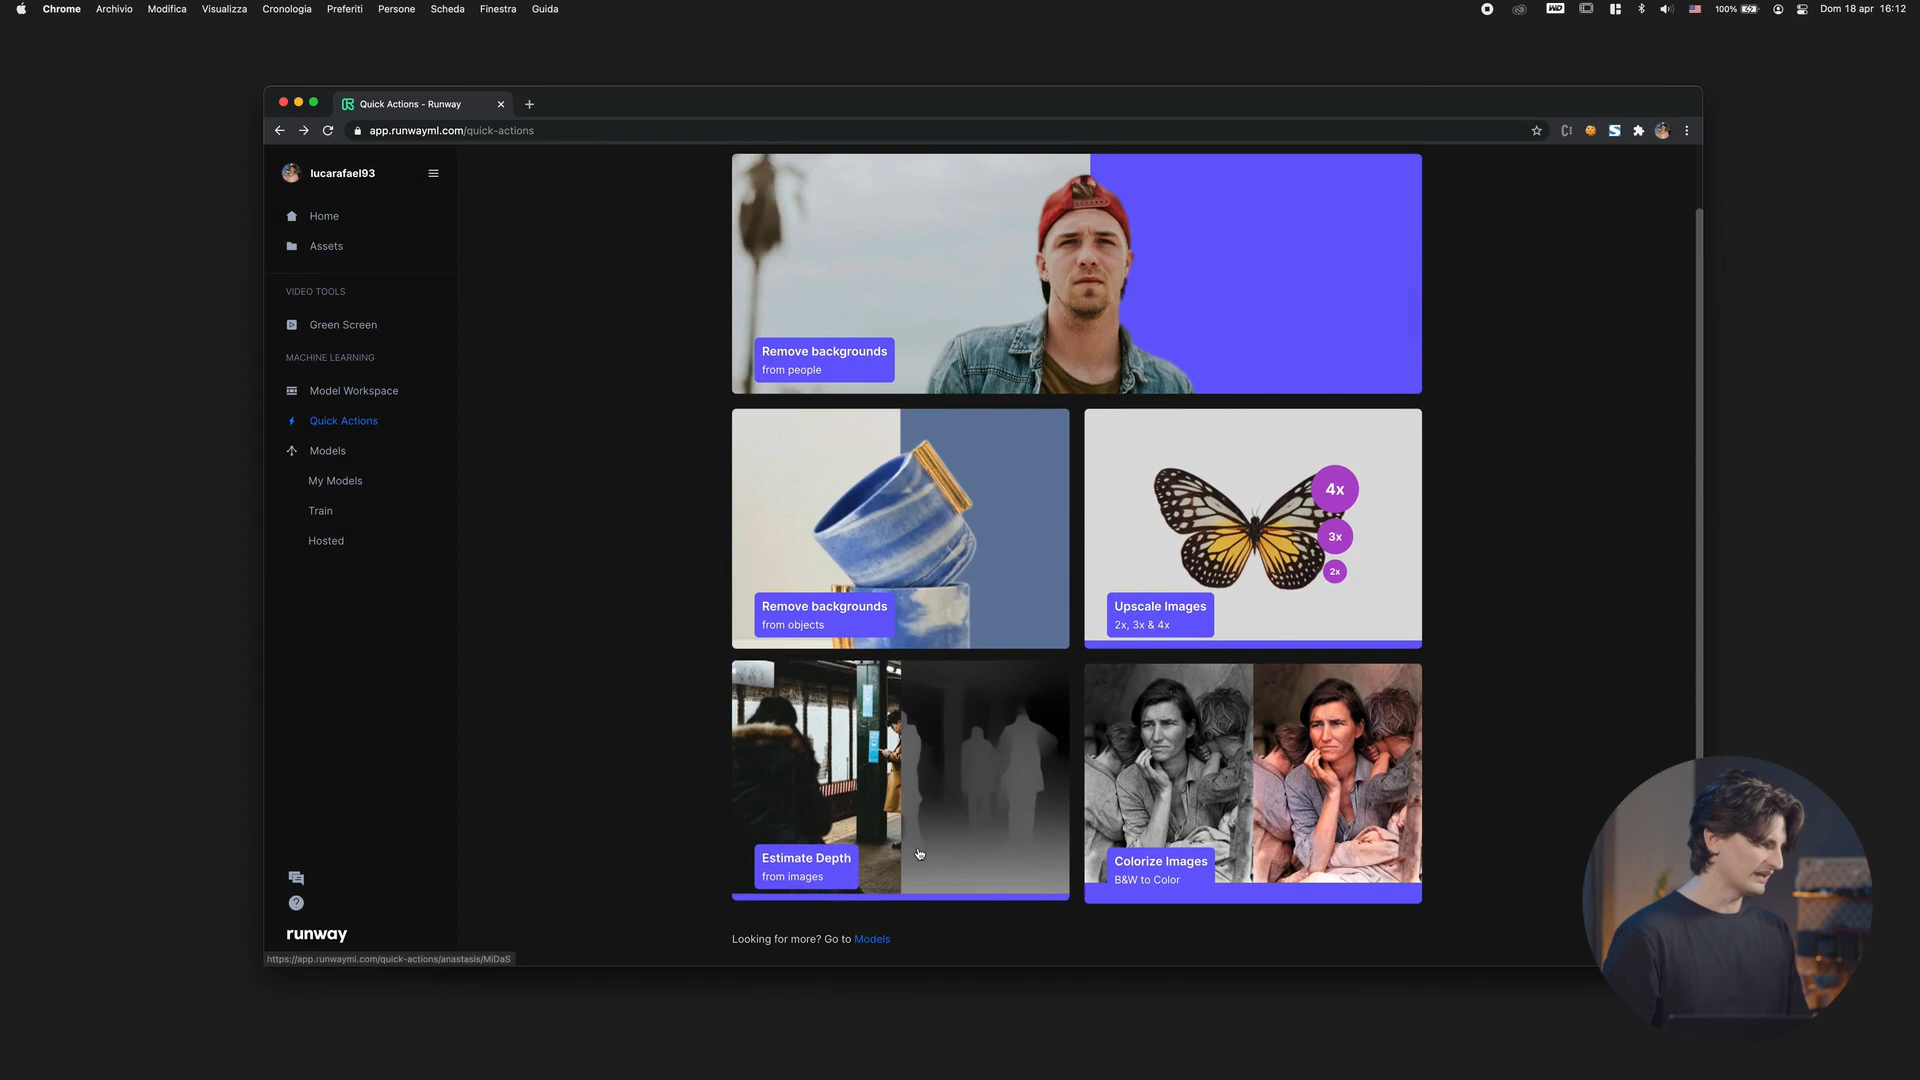 Chrome Archivio Modifica Visualizza Cronologia Preferiti Persone Scheda Finestra Guida
WD 100% Dom 18 apr 16:12
Quick Actions - Runway
app.runwayml.com/quick-actions
lucarafael93
Home
Assets
VIDEO TOOLS
Green Screen
MACHINE LEARNING
Model Workspace
Quick Actions
Models
My Models
Train
Hosted
runway
https://app.runwayml.com/quick-actions/anastasis/MiDaS
Remove backgrounds
from people
Remove backgrounds
from objects
4x
3x
2x
Upscale Images
2x, 3x & 4x
Estimate Depth
from images
Colorize Images
B&W to Color
Looking for more? Go to Models